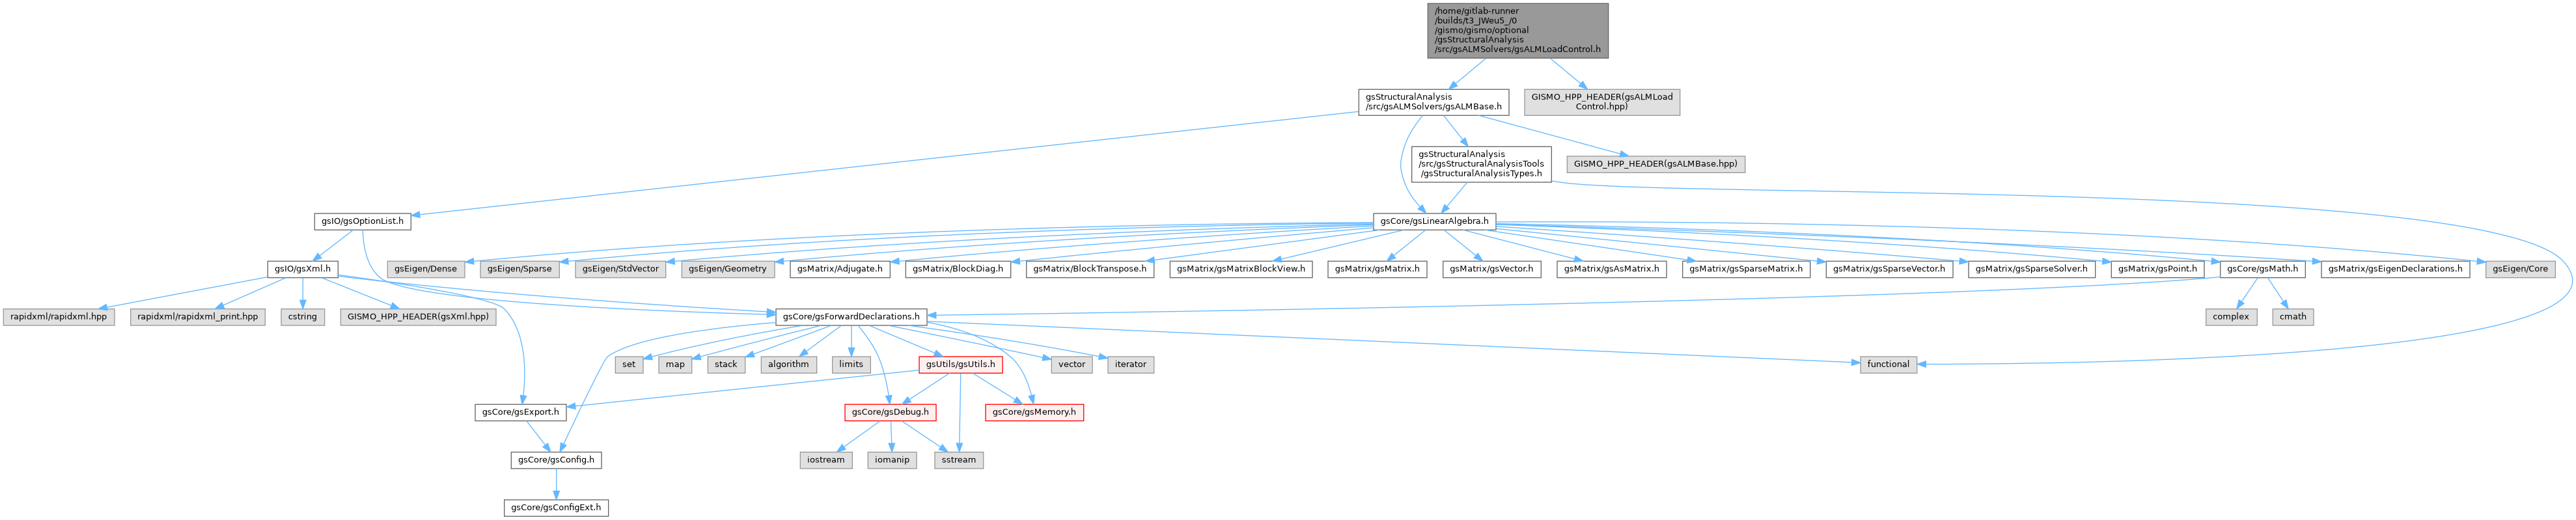 /home/gitlab-runner
/builds/t3_JWeu5_/0
/gismo/gismo/optional
/gsStructuralAnalysis
/src/gsALMSolvers/gsALMLoadControl.h
gsStructuralAnalysis
/src/gsALMSolvers/gsALMBase.h
GISMO_HPP_HEADER(gsALMLoad
Control.hpp)
gsStructuralAnalysis
/src/gsStructuralAnalysisTools
/gsStructuralAnalysisTypes.h
GISMO_HPP_HEADER(gsALMBase.hpp)
gsIO/gsOptionList.h
gsCore/gsLinearAlgebra.h
gsIO/gsXml.h
gsEigen/Dense
gsEigen/Sparse
gsEigen/StdVector
gsEigen/Geometry
gsMatrix/Adjugate.h
gsMatrix/BlockDiag.h
gsMatrix/BlockTranspose.h
gsMatrix/gsMatrixBlockView.h
gsMatrix/gsMatrix.h
gsMatrix/gsVector.h
gsMatrix/gsAsMatrix.h
gsMatrix/gsSparseMatrix.h
gsMatrix/gsSparseVector.h
gsMatrix/gsSparseSolver.h
gsMatrix/gsPoint.h
gsCore/gsMath.h
gsMatrix/gsEigenDeclarations.h
gsEigen/Core
rapidxml/rapidxml.hpp
rapidxml/rapidxml_print.hpp
cstring
GISMO_HPP_HEADER(gsXml.hpp)
gsCore/gsForwardDeclarations.h
complex
cmath
set
map
stack
algorithm
limits
gsUtils/gsUtils.h
vector
iterator
functional
gsCore/gsExport.h
gsCore/gsDebug.h
gsCore/gsMemory.h
gsCore/gsConfig.h
iostream
iomanip
sstream
gsCore/gsConfigExt.h